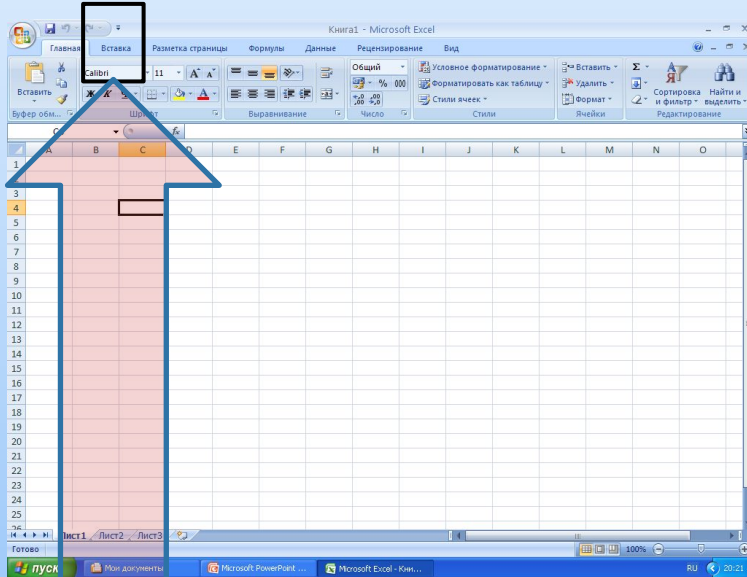 Книга1 - Microsoft Excel
Главная Вставка Разметка страницы Формулы Данные Рецензирование Вид
Calibri 11 А А Общий Условное форматирование Вставить Σ
Вставить Ж К % 000 Форматировать как таблицу Удалить Сортировка и фильтр Найти и выделить
Стили ячеек Формат
Буфер обм... Шрифт Выравнивание Число Стили Ячейки Редактирование
fx
A B C D E F G H I J K L M N O
1
3
4
5
6
7
8
9
10
11
12
13
14
15
16
17
18
19
20
21
22
23
24
25
26
Лист1 Лист2 Лист3
Готово 100%
пуск Мои документы Microsoft PowerPoint ... Microsoft Excel - Кни... RU 20:21